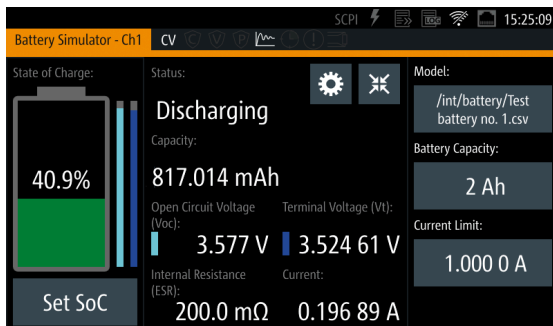 SCPI LOG 15:25:09
Battery Simulator - Ch1 CV C V P
State of Charge:
40.9%
Set SoC
Status:
Discharging
Capacity:
817.014 mAh
Open Circuit Voltage
(Voc):
3.577 V
Terminal Voltage (Vt):
3.524 61 V
Internal Resistance
(ESR):
200.0 mΩ
Current:
0.196 89 A
Model:
/int/battery/Test
battery no. 1.csv
Battery Capacity:
2 Ah
Current Limit:
1.000 0 A